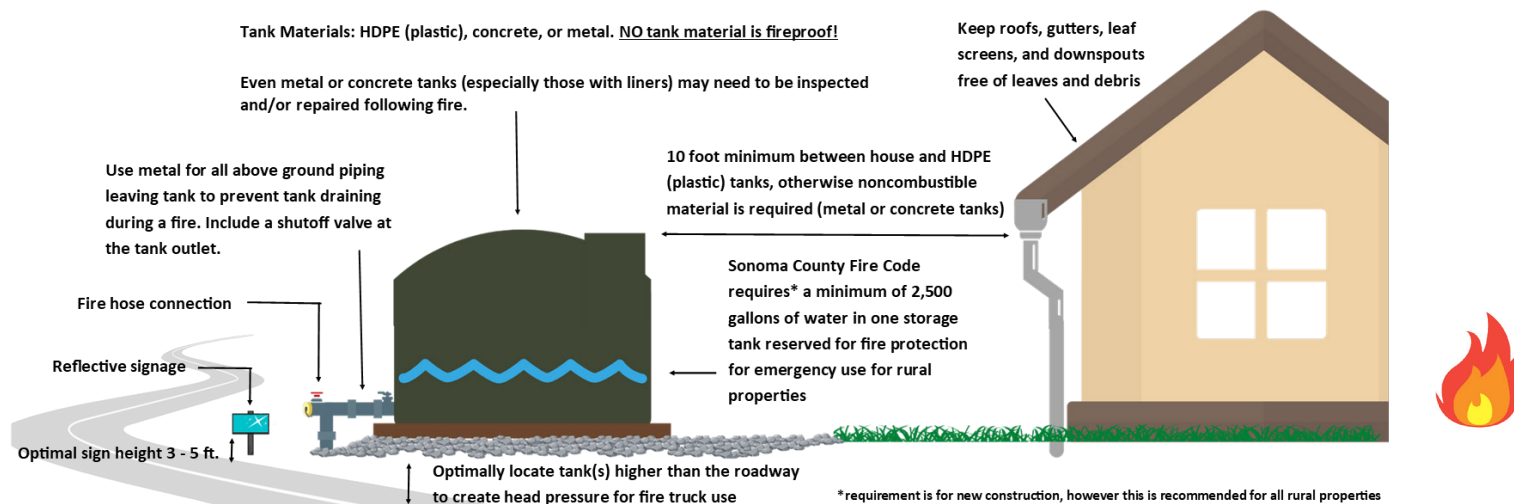 Tank Materials: HDPE (plastic), concrete, or metal. NO tank material is fireproof!
Even metal or concrete tanks (especially those with liners) may need to be inspected
and/or repaired following fire.
Keep roofs, gutters, leaf
screens, and downspouts
free of leaves and debris
Use metal for all above ground piping
leaving tank to prevent tank draining
during a fire. Include a shutoff valve at
the tank outlet.
10 foot minimum between house and HDPE
(plastic) tanks, otherwise noncombustible
material is required (metal or concrete tanks)
Sonoma County Fire Code
requires* a minimum of 2,500
gallons of water in one storage
tank reserved for fire protection
for emergency use for rural
properties
Fire hose connection
Reflective signage
Optimal sign height 3 - 5 ft.
Optimally locate tank(s) higher than the roadway
to create head pressure for fire truck use
*requirement is for new construction, however this is recommended for all rural properties